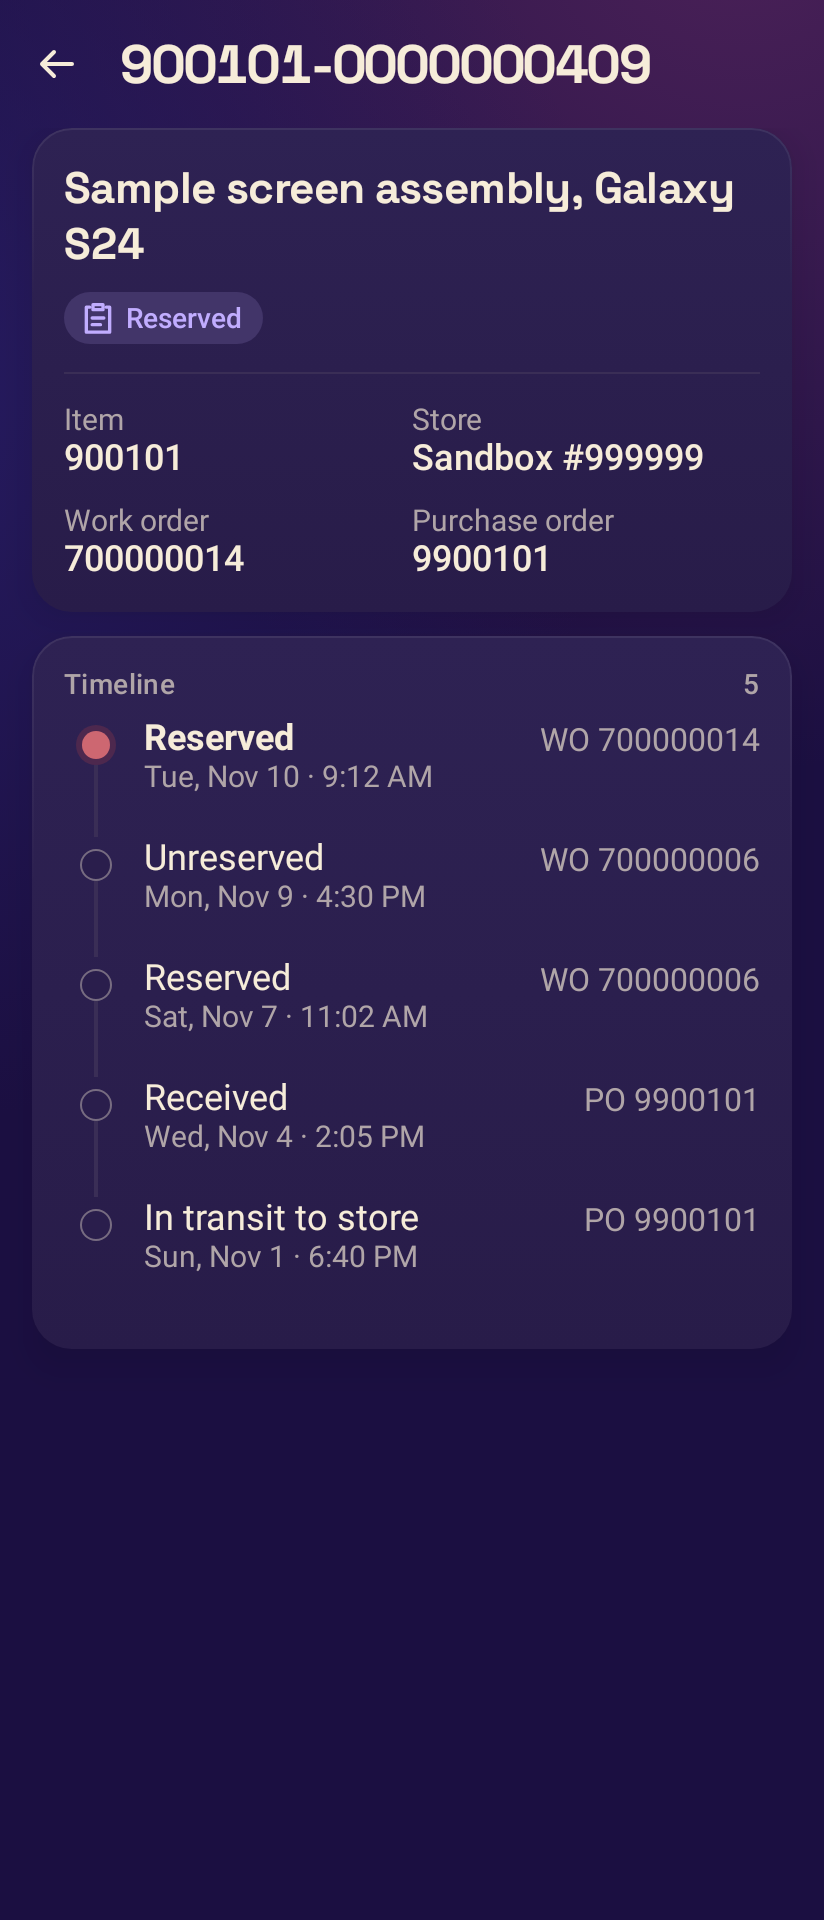 900101-0000000409
Sample screen assembly, Galaxy
S24
Reserved
Item
900101
Store
Sandbox #999999
Work order
700000014
Purchase order
9900101
Timeline
5
Reserved
WO 700000014
Tue, Nov 10 · 9:12 AM
Unreserved
WO 700000006
Mon, Nov 9 · 4:30 PM
Reserved
WO 700000006
Sat, Nov 7 · 11:02 AM
Received
PO 9900101
Wed, Nov 4 · 2:05 PM
In transit to store
PO 9900101
Sun, Nov 1 · 6:40 PM